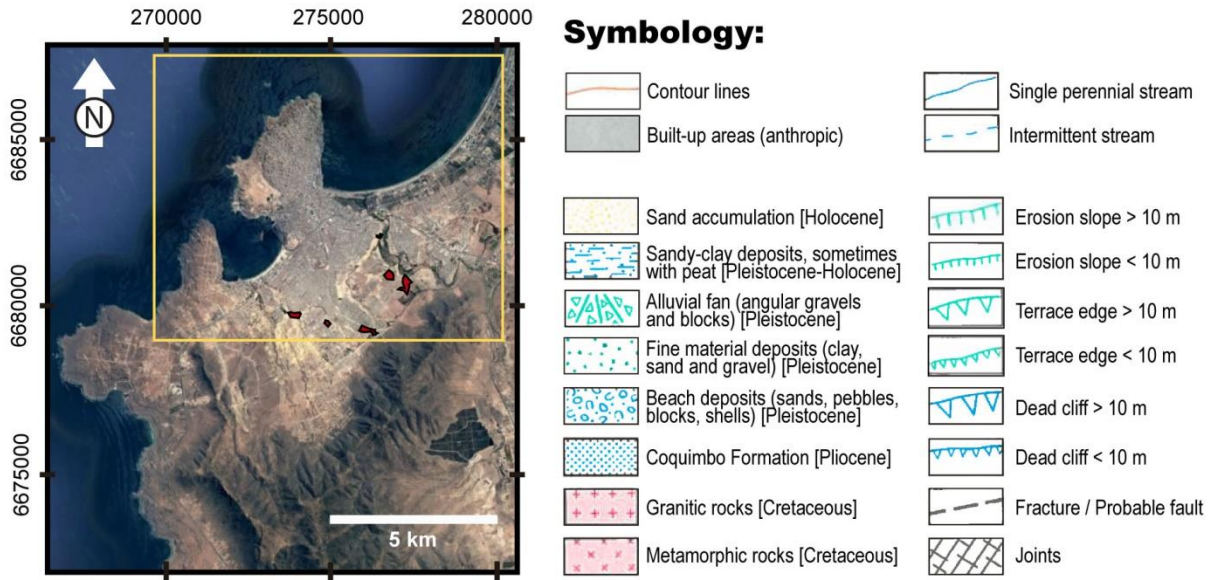 270000 275000 280000
6685000
6680000
6675000
N
5 km
Symbology:
Contour lines
Built-up areas (anthropic)
Sand accumulation [Holocene]
Sandy-clay deposits, sometimes
with peat [Pleistocene-Holocene]
Alluvial fan (angular gravels
and blocks) [Pleistocene]
Fine material deposits (clay,
sand and gravel) [Pleistocene]
Beach deposits (sands, pebbles,
blocks, shells) [Pleistocene]
Coquimbo Formation [Pliocene]
Granitic rocks [Cretaceous]
Metamorphic rocks [Cretaceous]
Single perennial stream
Intermittent stream
Erosion slope > 10 m
Erosion slope < 10 m
Terrace edge > 10 m
Terrace edge < 10 m
Dead cliff > 10 m
Dead cliff < 10 m
Fracture / Probable fault
Joints